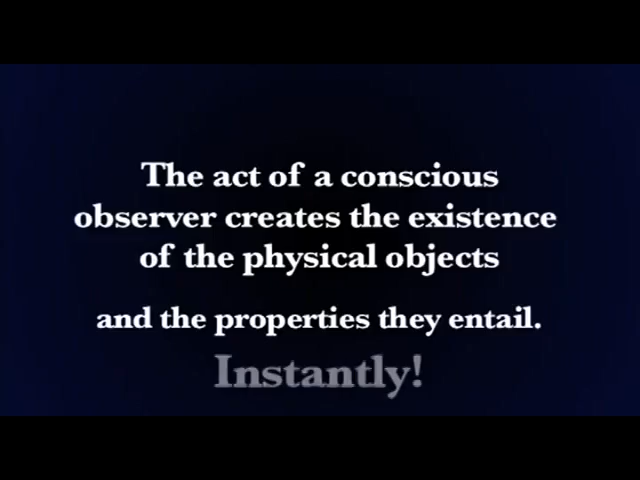 The act of a conscious
observer creates the existence
of the physical objects
and the properties they entail.
Instantly!